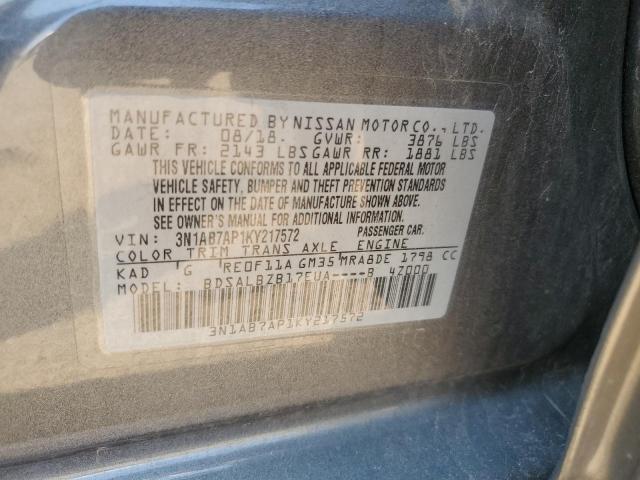 MANUFACTURED BY NISSAN MOTOR CO., LTD.
DATE: 08/18. GVWR: 3876 LBS
GAWR FR: 2143 LBS GAWR RR: 1881 LBS
THIS VEHICLE CONFORMS TO ALL APPLICABLE FEDERAL MOTOR
VEHICLE SAFETY, BUMPER AND THEFT PREVENTION STANDARDS
IN EFFECT ON THE DATE OF MANUFACTURE SHOWN ABOVE.
SEE OWNER'S MANUAL FOR ADDITIONAL INFORMATION.
VIN: 3N1AB7AP1KY217572 PASSENGER CAR.
COLOR TRIM TRANS AXLE ENGINE
KAD G RE0F11A GM35 MRA8DE 1798 CC
MODEL: BDSALBZB17EUA----B 4Z000
3N1AB7AP1KY217572